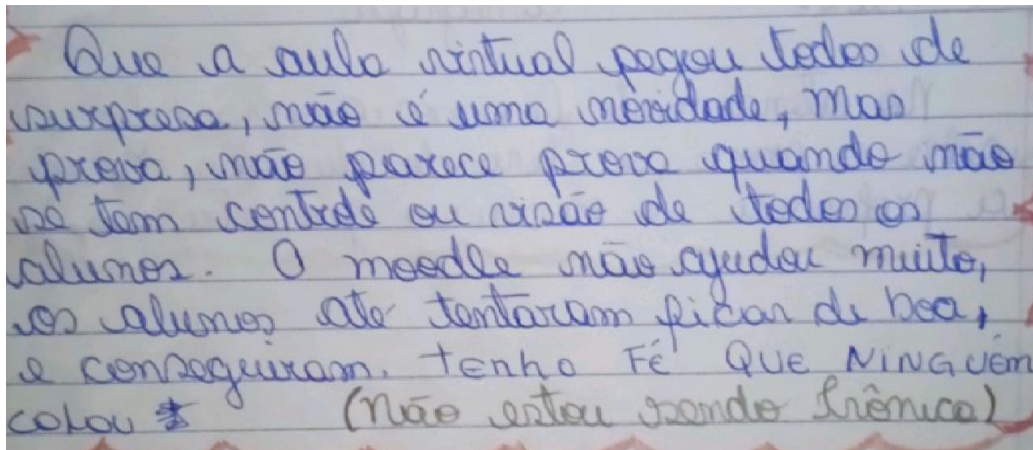 Que a aula virtual pegou todos de
surpresa, não é uma novidade, mas
prova, não parece prova quando não
se tem controle ou visão de todos os
alunos. O moodle não ajudou muito,
os alunos até tentaram ficar de boa,
e conseguiram. tenho FÉ QUE NINGUÉM
colou (não estou sendo irônico)